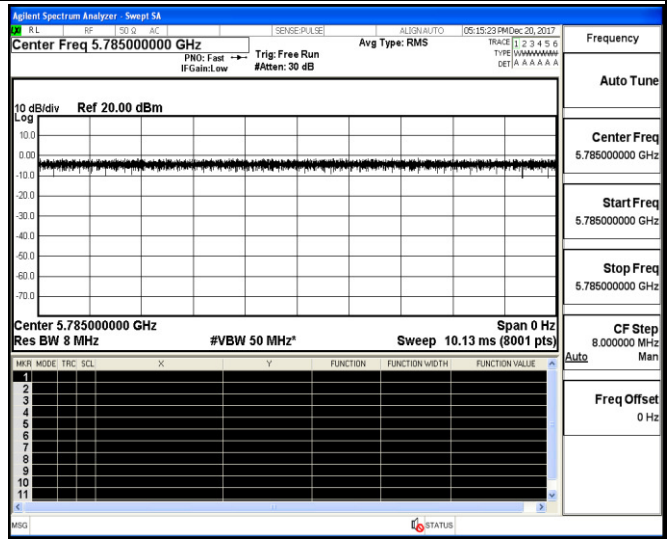 Agilent Spectrum Analyzer - Swept SA
RL RF 50 Ω AC SENSE:PULSE ALIGNAUTO 05:15:23 PM Dec 20, 2017
Center Freq 5.785000000 GHz
PNO: Fast
IFGain:Low
Trig: Free Run
#Atten: 30 dB
Avg Type: RMS
TRACE 1 2 3 4 5 6
TYPE WWWWWW
DET A A A A A A
10 dB/div Ref 20.00 dBm
Log
10.0
0.00
-10.0
-20.0
-30.0
-40.0
-50.0
-60.0
-70.0
Center 5.785000000 GHz Span 0 Hz
Res BW 8 MHz #VBW 50 MHz* Sweep 10.13 ms (8001 pts)
MKR MODE TRC SCL X Y FUNCTION FUNCTION WIDTH FUNCTION VALUE
1
2
3
4
5
6
7
8
9
10
11
MSG STATUS
Frequency
Auto Tune
Center Freq
5.785000000 GHz
Start Freq
5.785000000 GHz
Stop Freq
5.785000000 GHz
CF Step
8.000000 MHz
Auto Man
Freq Offset
0 Hz